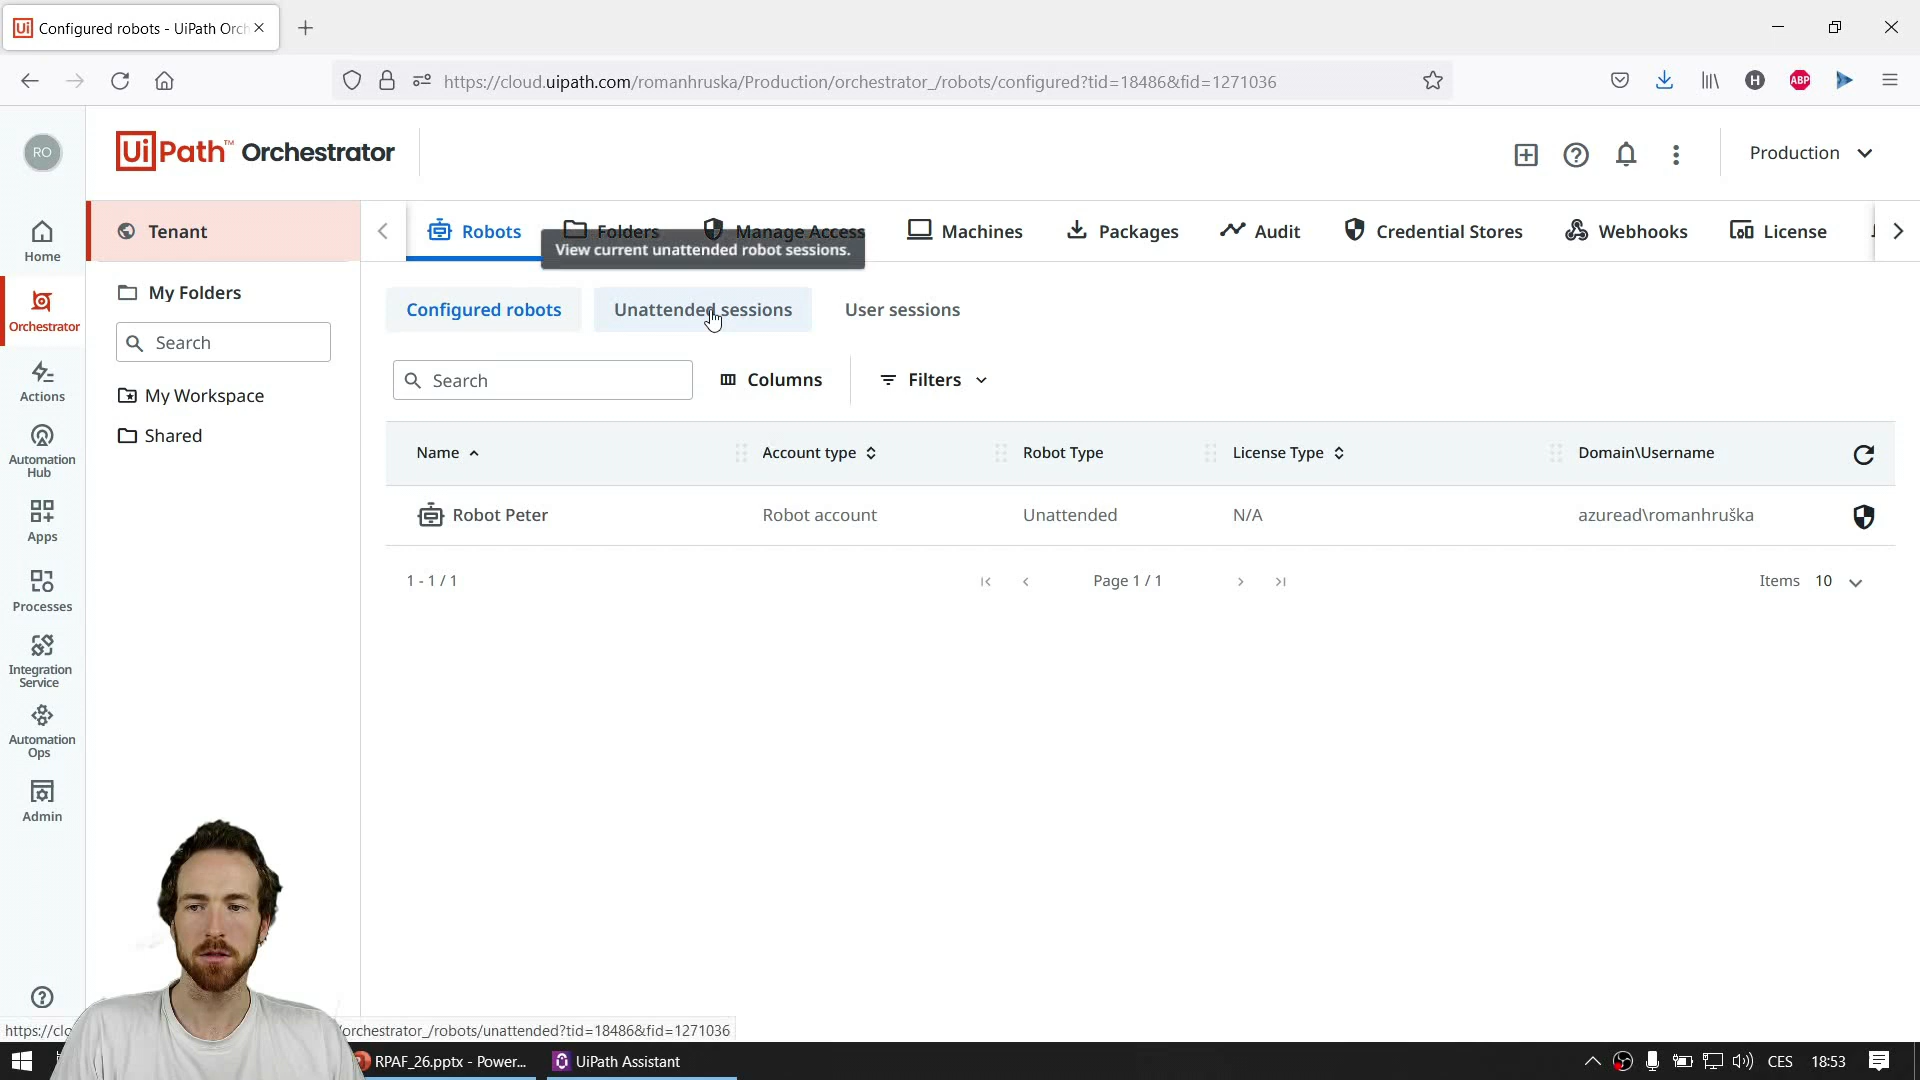 Configured robots - UiPath Orch
https://cloud.uipath.com/romanhruska/Production/orchestrator_/robots/configured?tid=18486&fid=1271036
H
ABP
RO
UiPath™ Orchestrator
Production
Home
Orchestrator
Actions
Automation
Hub
Apps
Processes
Integration
Service
Automation
Ops
Admin
Tenant
My Folders
Search
My Workspace
Shared
Robots
Folders
Manage Access
Machines
Packages
Audit
Credential Stores
Webhooks
License
View current unattended robot sessions.
Configured robots
Unattended sessions
User sessions
Search
Columns
Filters
Name
Account type
Robot Type
License Type
Domain\Username
Robot Peter
Robot account
Unattended
N/A
azuread\romanhruška
1 - 1 / 1
Page 1 / 1
Items 10
https://clo
orchestrator_/robots/unattended?tid=18486&fid=1271036
RPAF_26.pptx - Power...
UiPath Assistant
CES
18:53